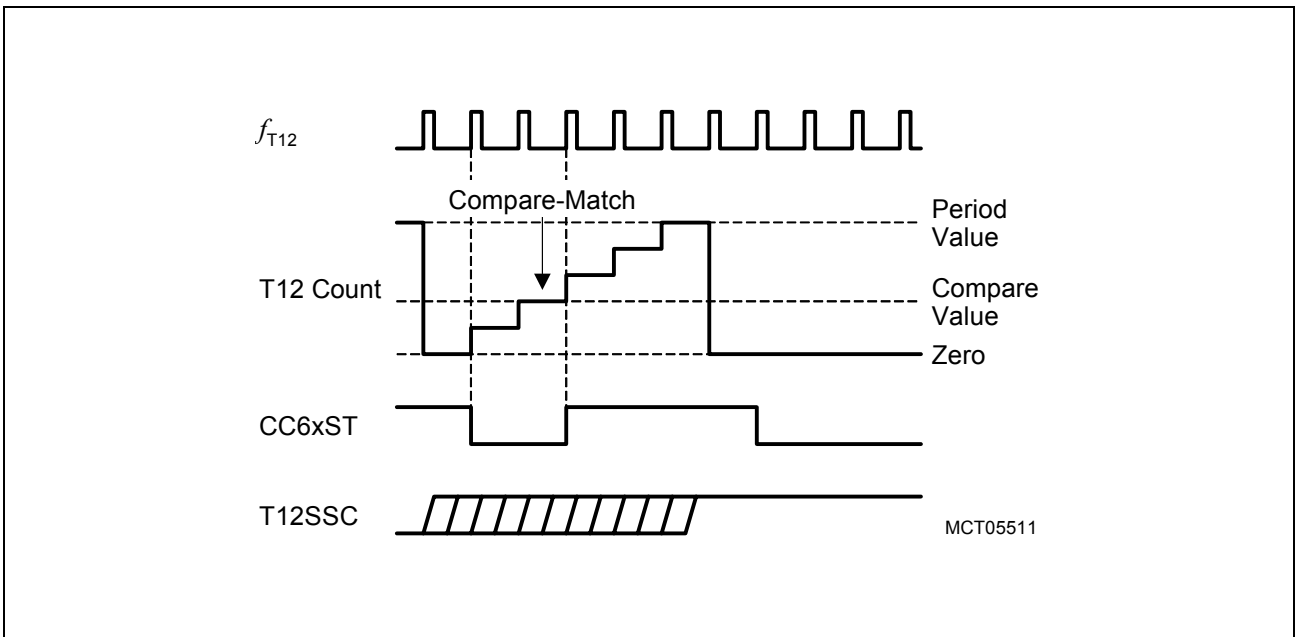 fT12
Compare-Match
Period
Value
T12 Count
Compare
Value
Zero
CC6xST
T12SSC
MCT05511